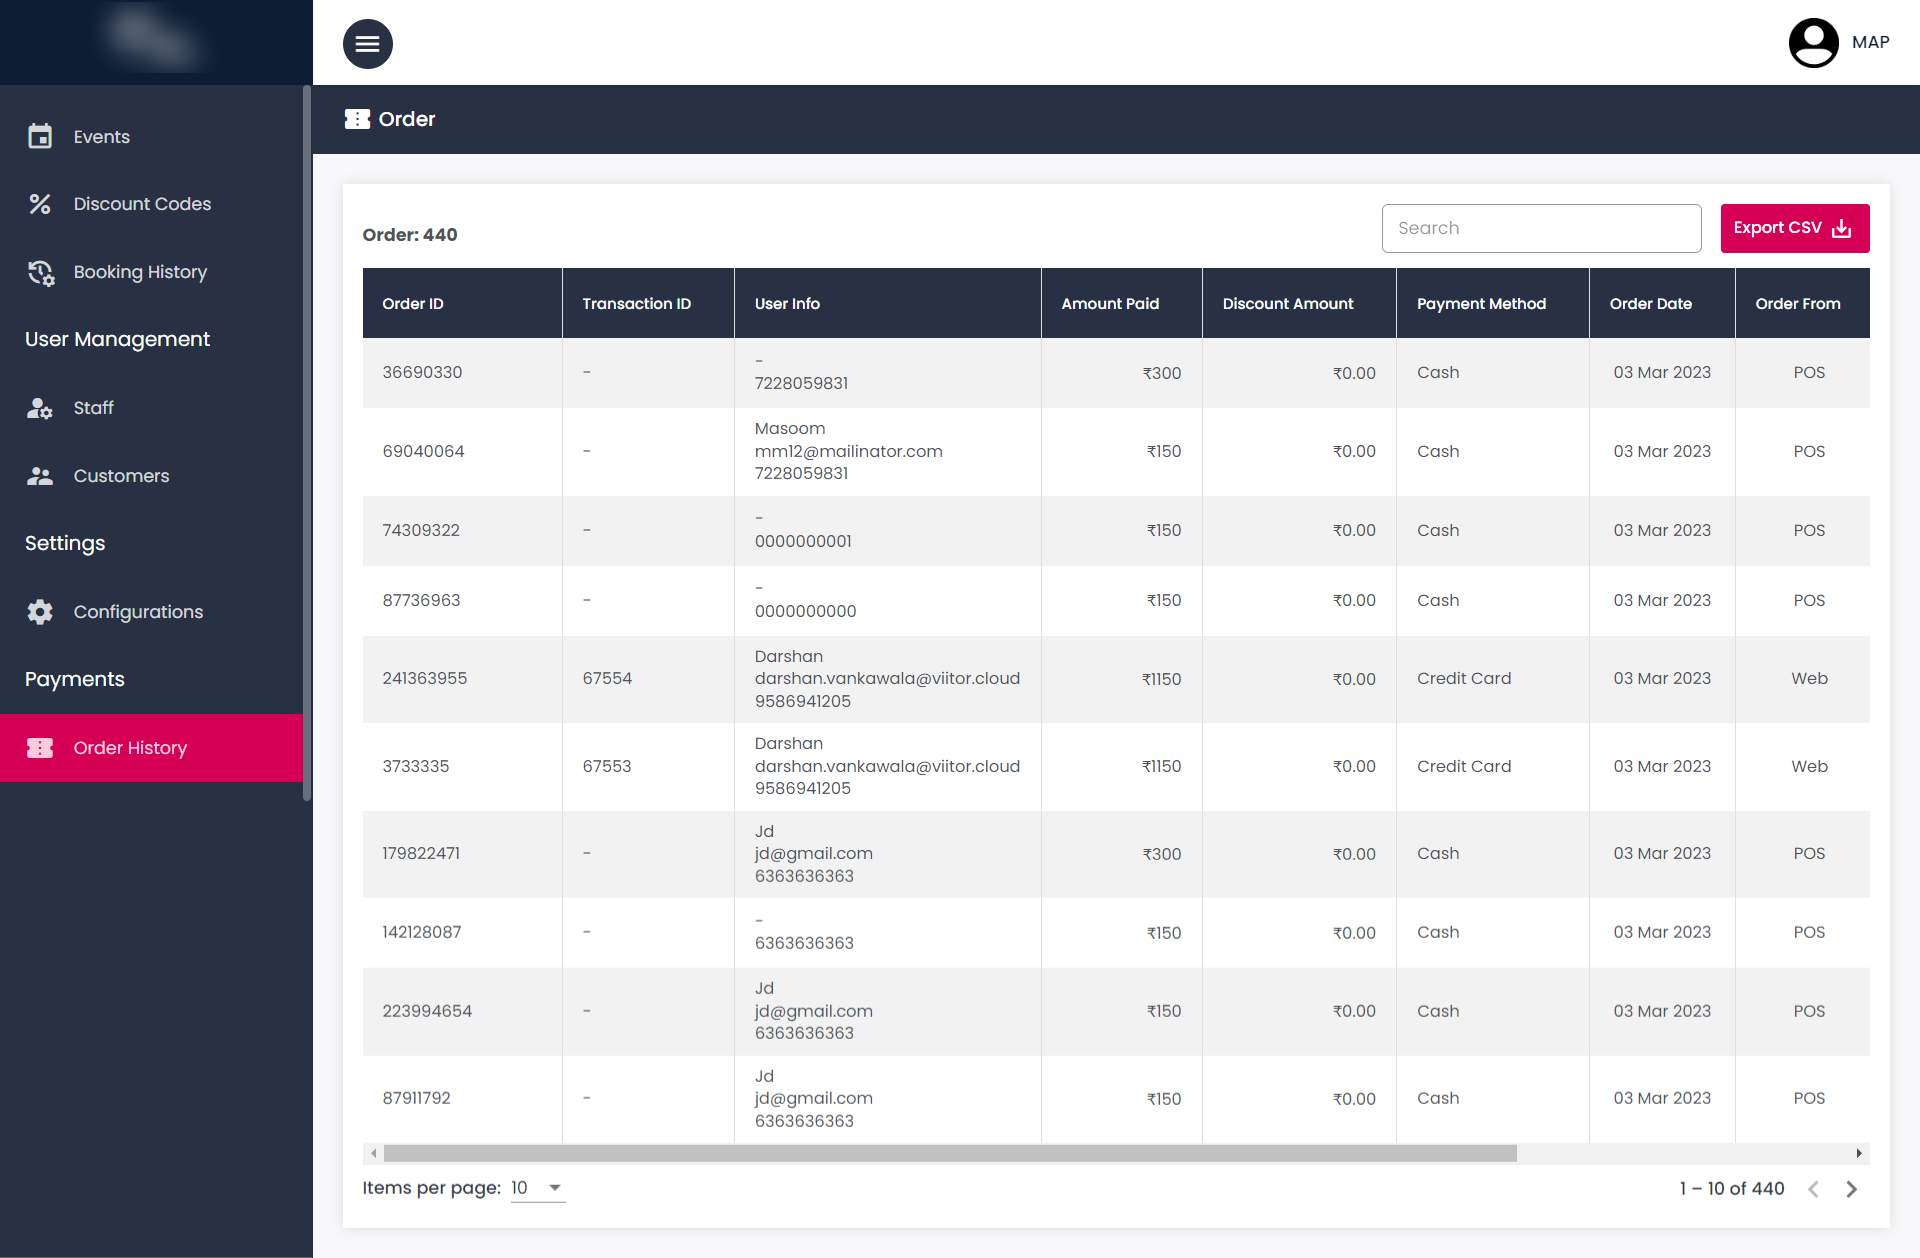 MAP
Events
Discount Codes
Booking History
User Management
Staff
Customers
Settings
Configurations
Payments
Order History
Order
Order: 440
Search
Export CSV
Order ID Transaction ID User Info Amount Paid Discount Amount Payment Method Order Date Order From
36690330 - - ₹300 ₹0.00 Cash 03 Mar 2023 POS
7228059831
Masoom
69040064 - mm12@mailinator.com ₹150 ₹0.00 Cash 03 Mar 2023 POS
7228059831
74309322 - - ₹150 ₹0.00 Cash 03 Mar 2023 POS
0000000001
87736963 - - ₹150 ₹0.00 Cash 03 Mar 2023 POS
0000000000
Darshan
241363955 67554 darshan.vankawala@viitor.cloud ₹1150 ₹0.00 Credit Card 03 Mar 2023 Web
9586941205
Darshan
3733335 67553 darshan.vankawala@viitor.cloud ₹1150 ₹0.00 Credit Card 03 Mar 2023 Web
9586941205
Jd
179822471 - jd@gmail.com ₹300 ₹0.00 Cash 03 Mar 2023 POS
6363636363
142128087 - - ₹150 ₹0.00 Cash 03 Mar 2023 POS
6363636363
Jd
223994654 - jd@gmail.com ₹150 ₹0.00 Cash 03 Mar 2023 POS
6363636363
Jd
87911792 - jd@gmail.com ₹150 ₹0.00 Cash 03 Mar 2023 POS
6363636363
Items per page: 10
1 – 10 of 440